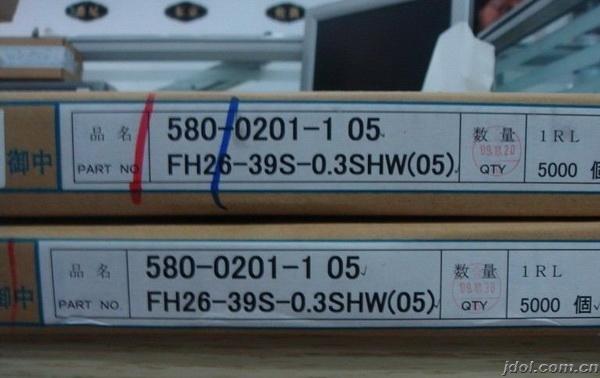 御中
品名 580-0201-1 05
PART NO. FH26-39S-0.3SHW(05)
数量 1RL
QTY 5000 個
御中
品名 580-0201-1 05
PART NO. FH26-39S-0.3SHW(05)
数量 1RL
QTY 5000 個
jdol.com.cn